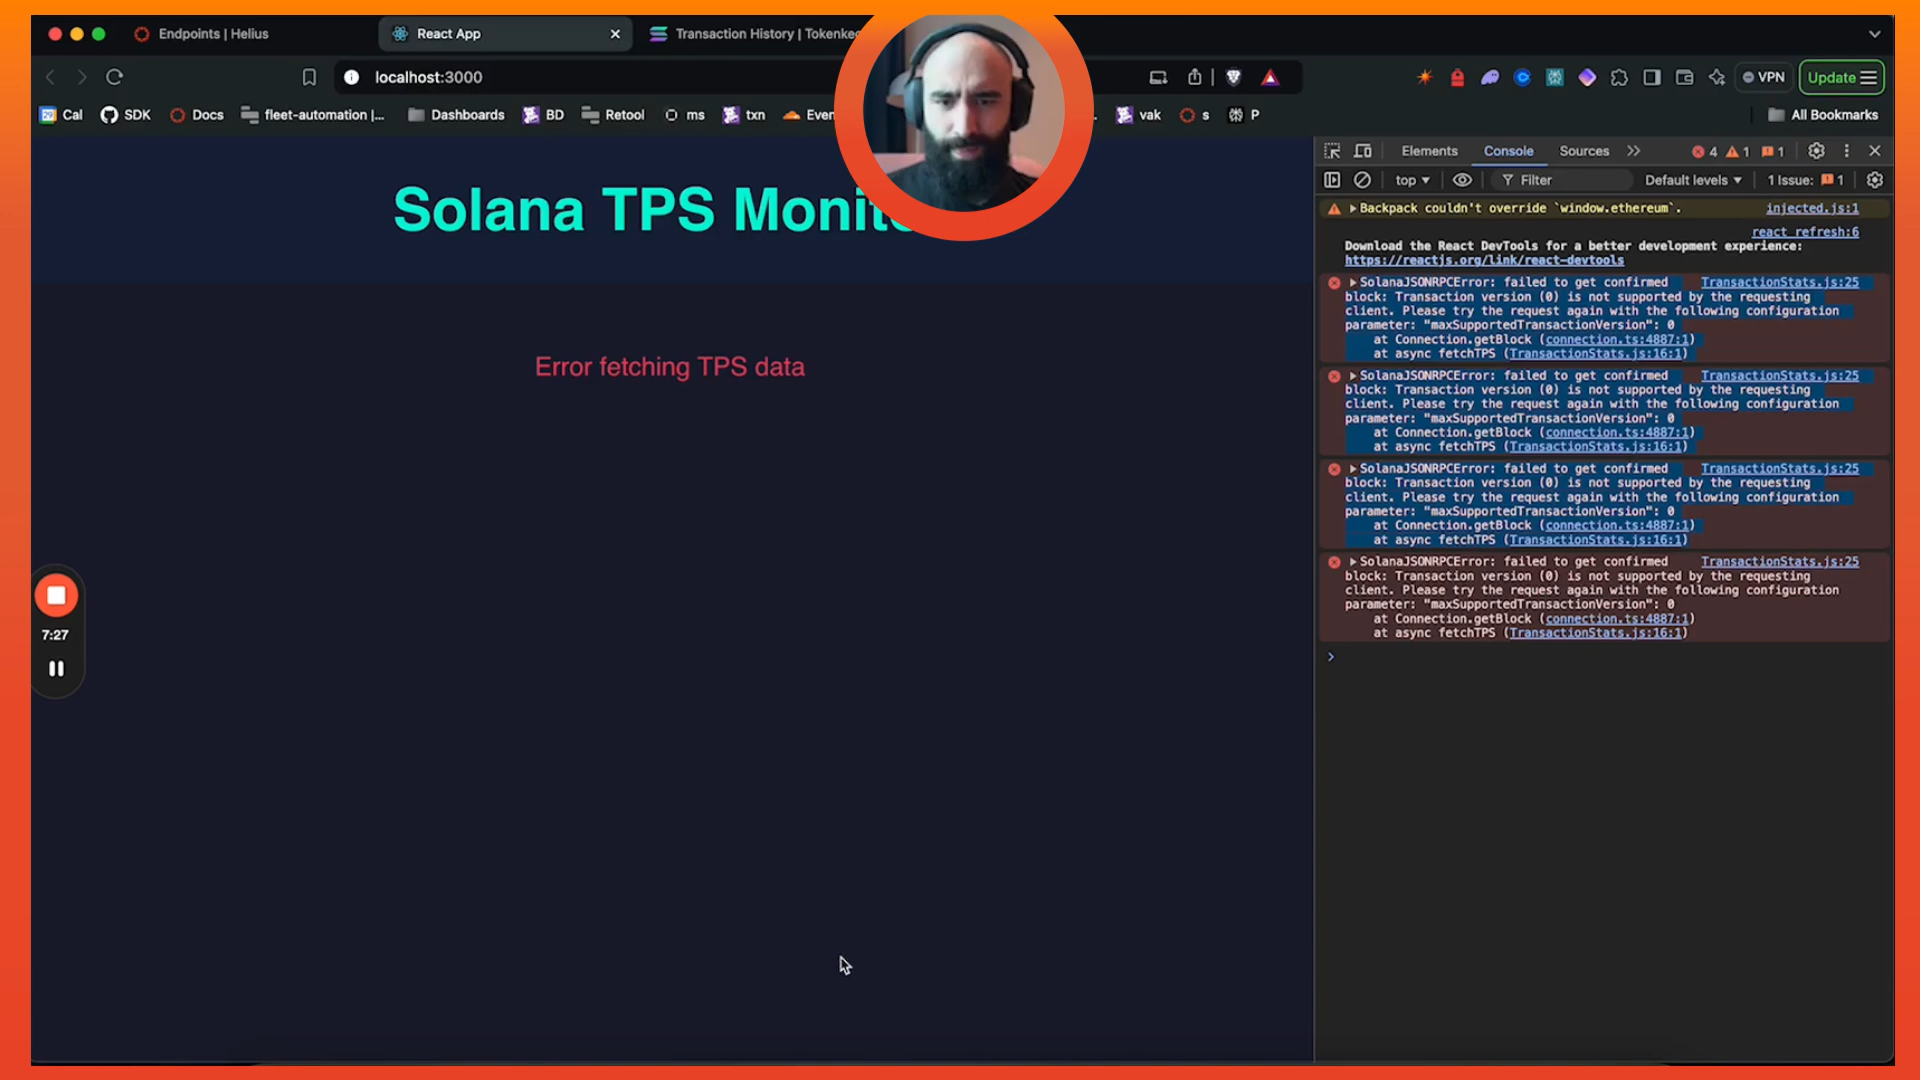 Endpoints | Helius
React App
Transaction History | Tokenkeg
localhost:3000
VPN
Update
Cal
SDK
Docs
fleet-automation |...
Dashboards
BD
Retool
ms
txn
Even
vak
s
P
All Bookmarks
Solana TPS Monit
Error fetching TPS data
7:27
Elements
Console
Sources
4
1
1
top
Filter
Default levels
1 Issue:
1
Backpack couldn't override `window.ethereum`.
injected.js:1
react refresh:6
Download the React DevTools for a better development experience:
https://reactjs.org/link/react-devtools
SolanaJSONRPCError: failed to get confirmed TransactionStats.js:25
block: Transaction version (0) is not supported by the requesting
client. Please try the request again with the following configuration
parameter: "maxSupportedTransactionVersion": 0
at Connection.getBlock (connection.ts:4887:1)
at async fetchTPS (TransactionStats.js:16:1)
SolanaJSONRPCError: failed to get confirmed TransactionStats.js:25
block: Transaction version (0) is not supported by the requesting
client. Please try the request again with the following configuration
parameter: "maxSupportedTransactionVersion": 0
at Connection.getBlock (connection.ts:4887:1)
at async fetchTPS (TransactionStats.js:16:1)
SolanaJSONRPCError: failed to get confirmed TransactionStats.js:25
block: Transaction version (0) is not supported by the requesting
client. Please try the request again with the following configuration
parameter: "maxSupportedTransactionVersion": 0
at Connection.getBlock (connection.ts:4887:1)
at async fetchTPS (TransactionStats.js:16:1)
SolanaJSONRPCError: failed to get confirmed TransactionStats.js:25
block: Transaction version (0) is not supported by the requesting
client. Please try the request again with the following configuration
parameter: "maxSupportedTransactionVersion": 0
at Connection.getBlock (connection.ts:4887:1)
at async fetchTPS (TransactionStats.js:16:1)